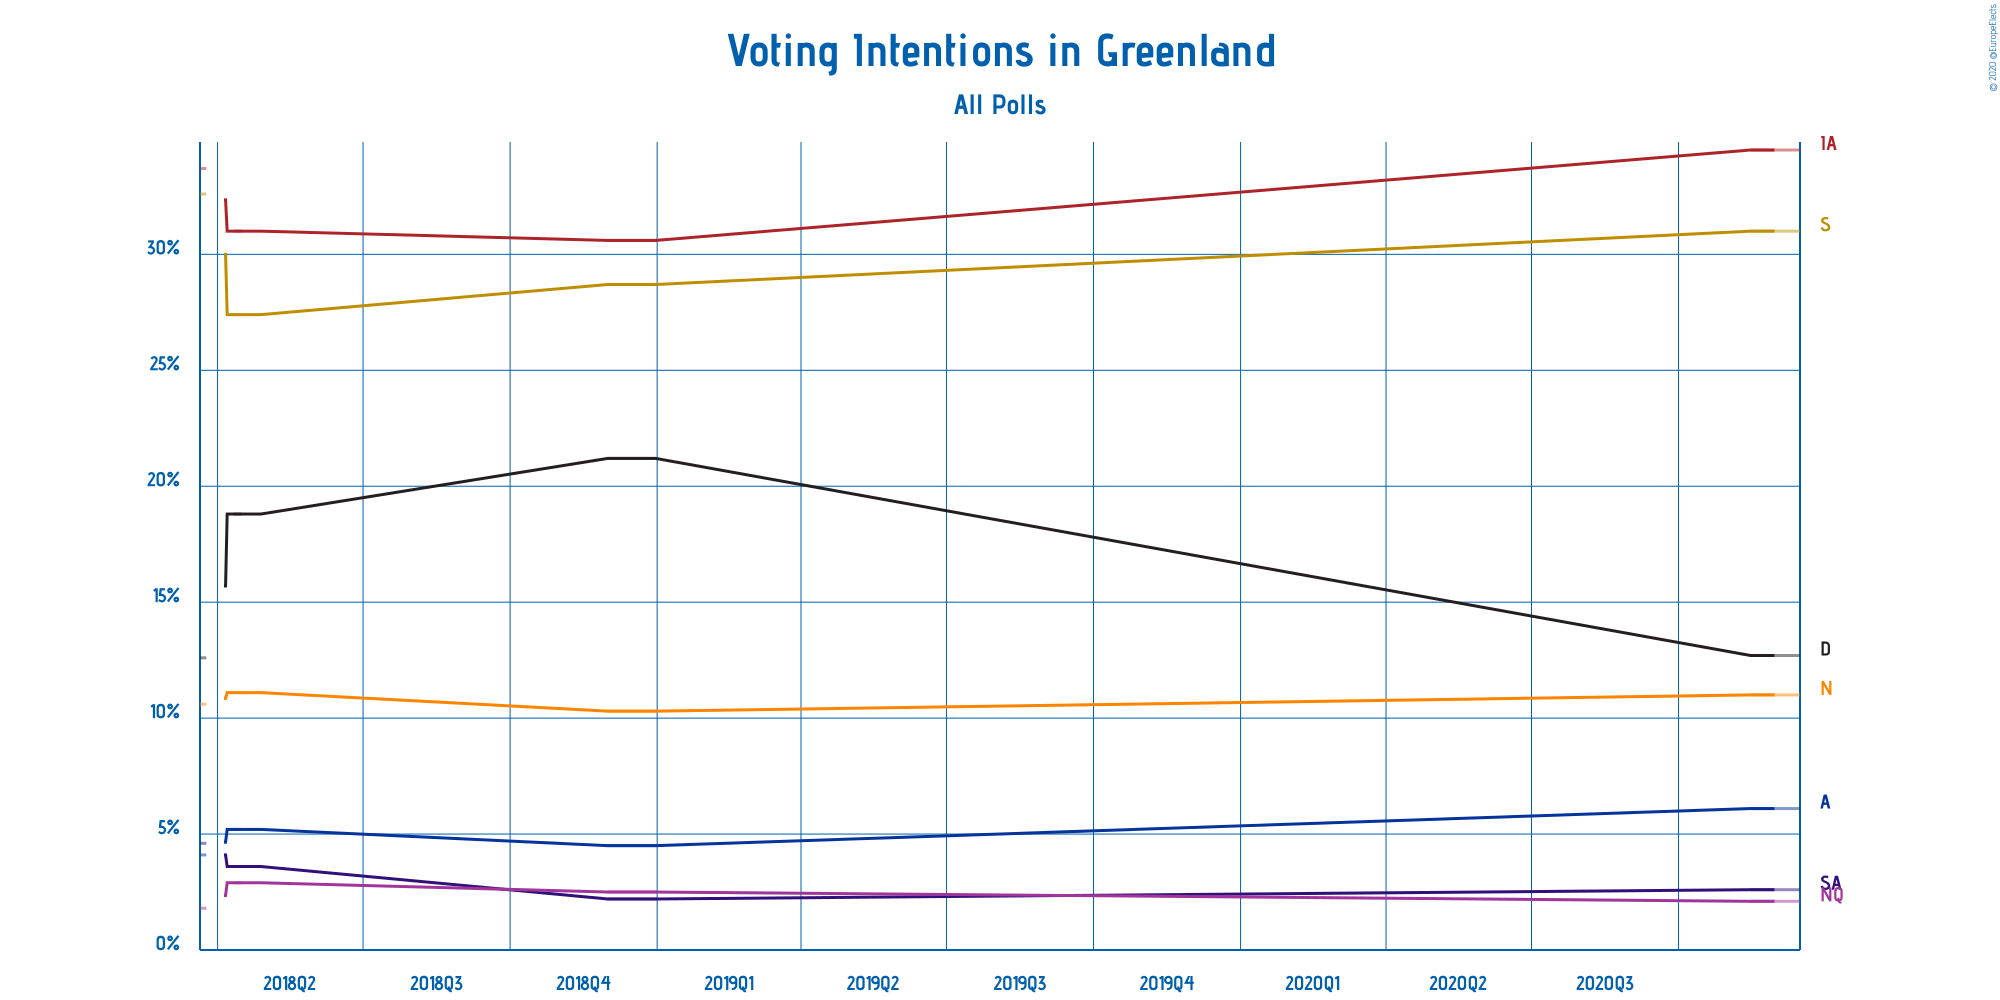 Voting Intentions in Greenland
All Polls
© 2020 @EuropeElects
IA
S
30%
25%
20%
15%
D
N
10%
A
5%
SA
NQ
0%
2018Q2 2018Q3 2018Q4 2019Q1 2019Q2 2019Q3 2019Q4 2020Q1 2020Q2 2020Q3